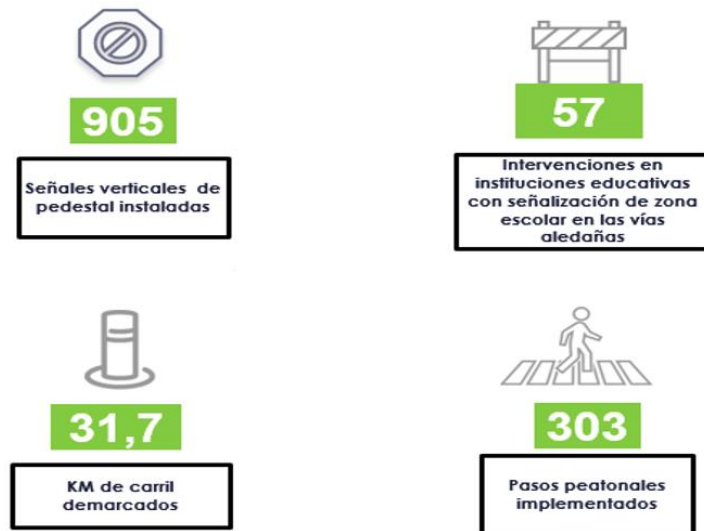 905
Señales verticales de
pedestal instaladas
57
Intervenciones en
instituciones educativas
con señalización de zona
escolar en las vías
aledañas
31,7
KM de carril
demarcados
303
Pasos peatonales
implementados